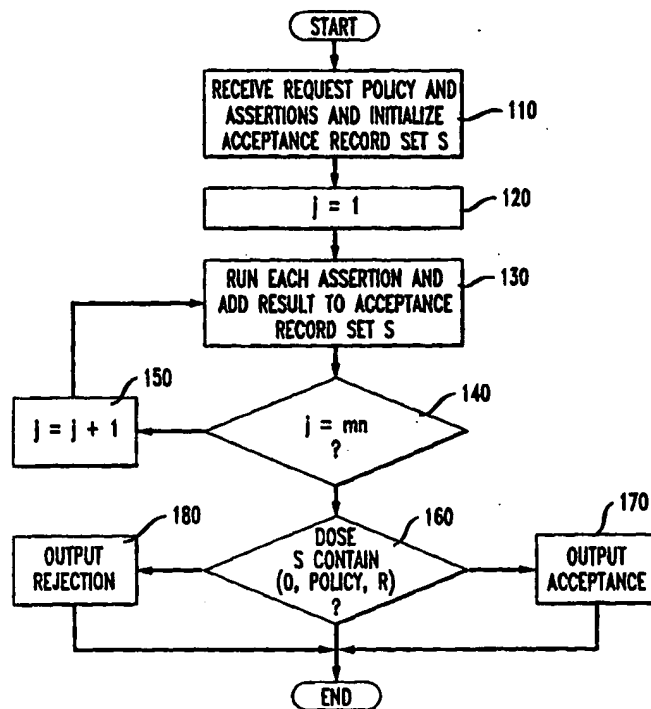 START
RECEIVE REQUEST POLICY AND
ASSERTIONS AND INITIALIZE
ACCEPTANCE RECORD SET S
110
j = 1
120
RUN EACH ASSERTION AND
ADD RESULT TO ACCEPTANCE
RECORD SET S
130
150
j = j + 1
140
j = mn
?
180
OUTPUT
REJECTION
160
DOSE
S CONTAIN
(0, POLICY, R)
?
170
OUTPUT
ACCEPTANCE
END